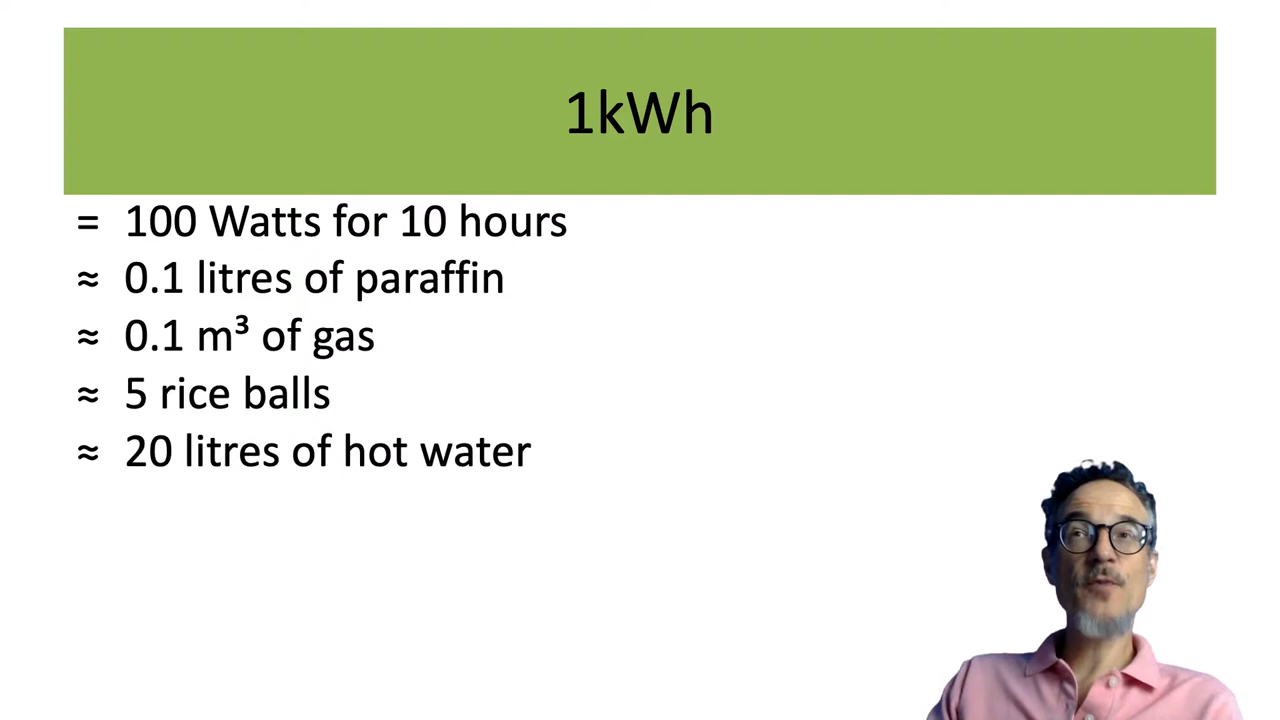 1kWh
= 100 Watts for 10 hours
≈ 0.1 litres of paraffin
≈ 0.1 m³ of gas
≈ 5 rice balls
≈ 20 litres of hot water